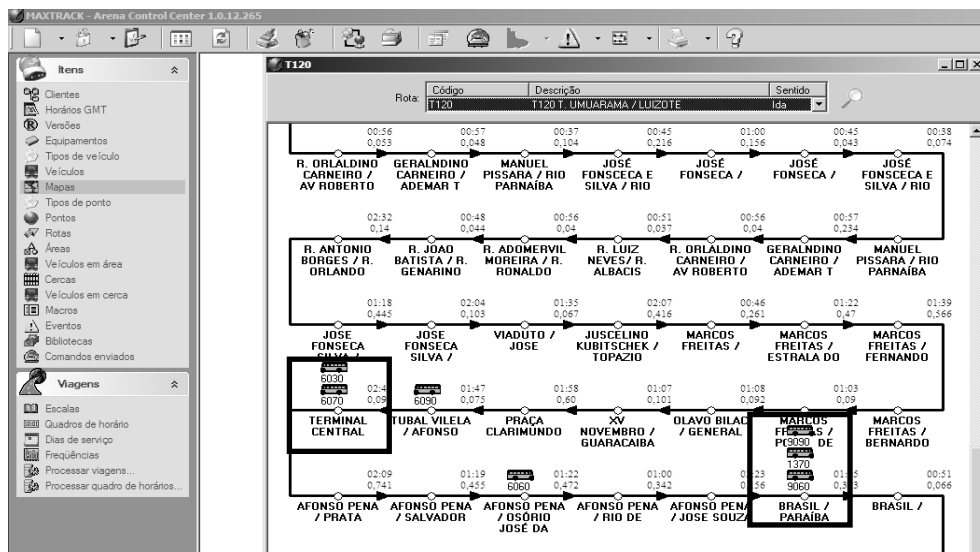 MAXTRACK - Arena Control Center 1.0.12.265
Itens
Clientes
Horários GMT
Versões
Equipamentos
Tipos de veículo
Veículos
Mapas
Tipos de ponto
Pontos
Rotas
Áreas
Veículos em área
Cercas
Veículos em cerca
Macros
Eventos
Bibliotecas
Comandos enviados
Viagens
Escalas
Quadros de horário
Dias de serviço
Freqüências
Processar viagens...
Processar quadro de horários...
T120
Rota: Código Descrição Sentido
T120 T120 T. UMUARAMA / LUIZOTE Ida
00:56 00:57 00:37 00:45 01:00 00:45 00:38
0,053 0,048 0,104 0,216 0,156 0,043 0,074
R. ORLALDINO GERALNDINO MANUEL JOSÉ JOSÉ JOSÉ JOSÉ
CARNEIRO / CARNEIRO / PISSARA / RIO FONSCECA E FONSECA / FONSECA / FONSCECA E
AV ROBERTO ADEMAR T PARNAÍBA SILVA / RIO SILVA / RIO
02:32 00:48 00:56 00:51 00:56 00:57
0,14 0,044 0,04 0,037 0,04 0,234
R. ANTONIO R. JOAO R. ADOMERVIL R. LUIZ R. ORLALDINO GERALNDINO MANUEL
BORGES / R. BATISTA / R. MOREIRA / R. NEVES/ R. CARNEIRO / CARNEIRO / PISSARA / RIO
ORLANDO GENARINO RONALDO ALBACIS AV ROBERTO ADEMAR T PARNAÍBA
01:18 02:04 01:35 02:07 00:46 01:22 01:39
0,445 0,103 0,067 0,416 0,261 0,47 0,566
JOSE JOSE VIADUTO / JUSCELINO MARCOS MARCOS MARCOS
FONSECA FONSECA JOSE KUBITSCHEK / FREITAS / FREITAS / FREITAS /
SILVA / SILVA / TOPAZIO ESTRALA DO FERNANDO
6030
6070 6090 01:47 01:58 01:07 01:08 01:03
0,075 0,60 0,101 0,092 0,09
TERMINAL TUBAL VILELA PRAÇA XV OLAVO BILAC MARCOS MARCOS
CENTRAL / AFONSO CLARIMUNDO NOVEMBRO / / GENERAL FREITAS /
GUARACAIBA BERNARDO
9090
1370
02:09 01:19 01:22 01:00 00:51
0,741 0,455 6060 0,472 0,342 9060 0,066
AFONSO PENA AFONSO PENA AFONSO PENA AFONSO PENA AFONSO PENA BRASIL / BRASIL /
/ PRATA / SALVADOR / OSÓRIO / RIO DE / JOSE SOUZA PARAÍBA
JOSÉ DA